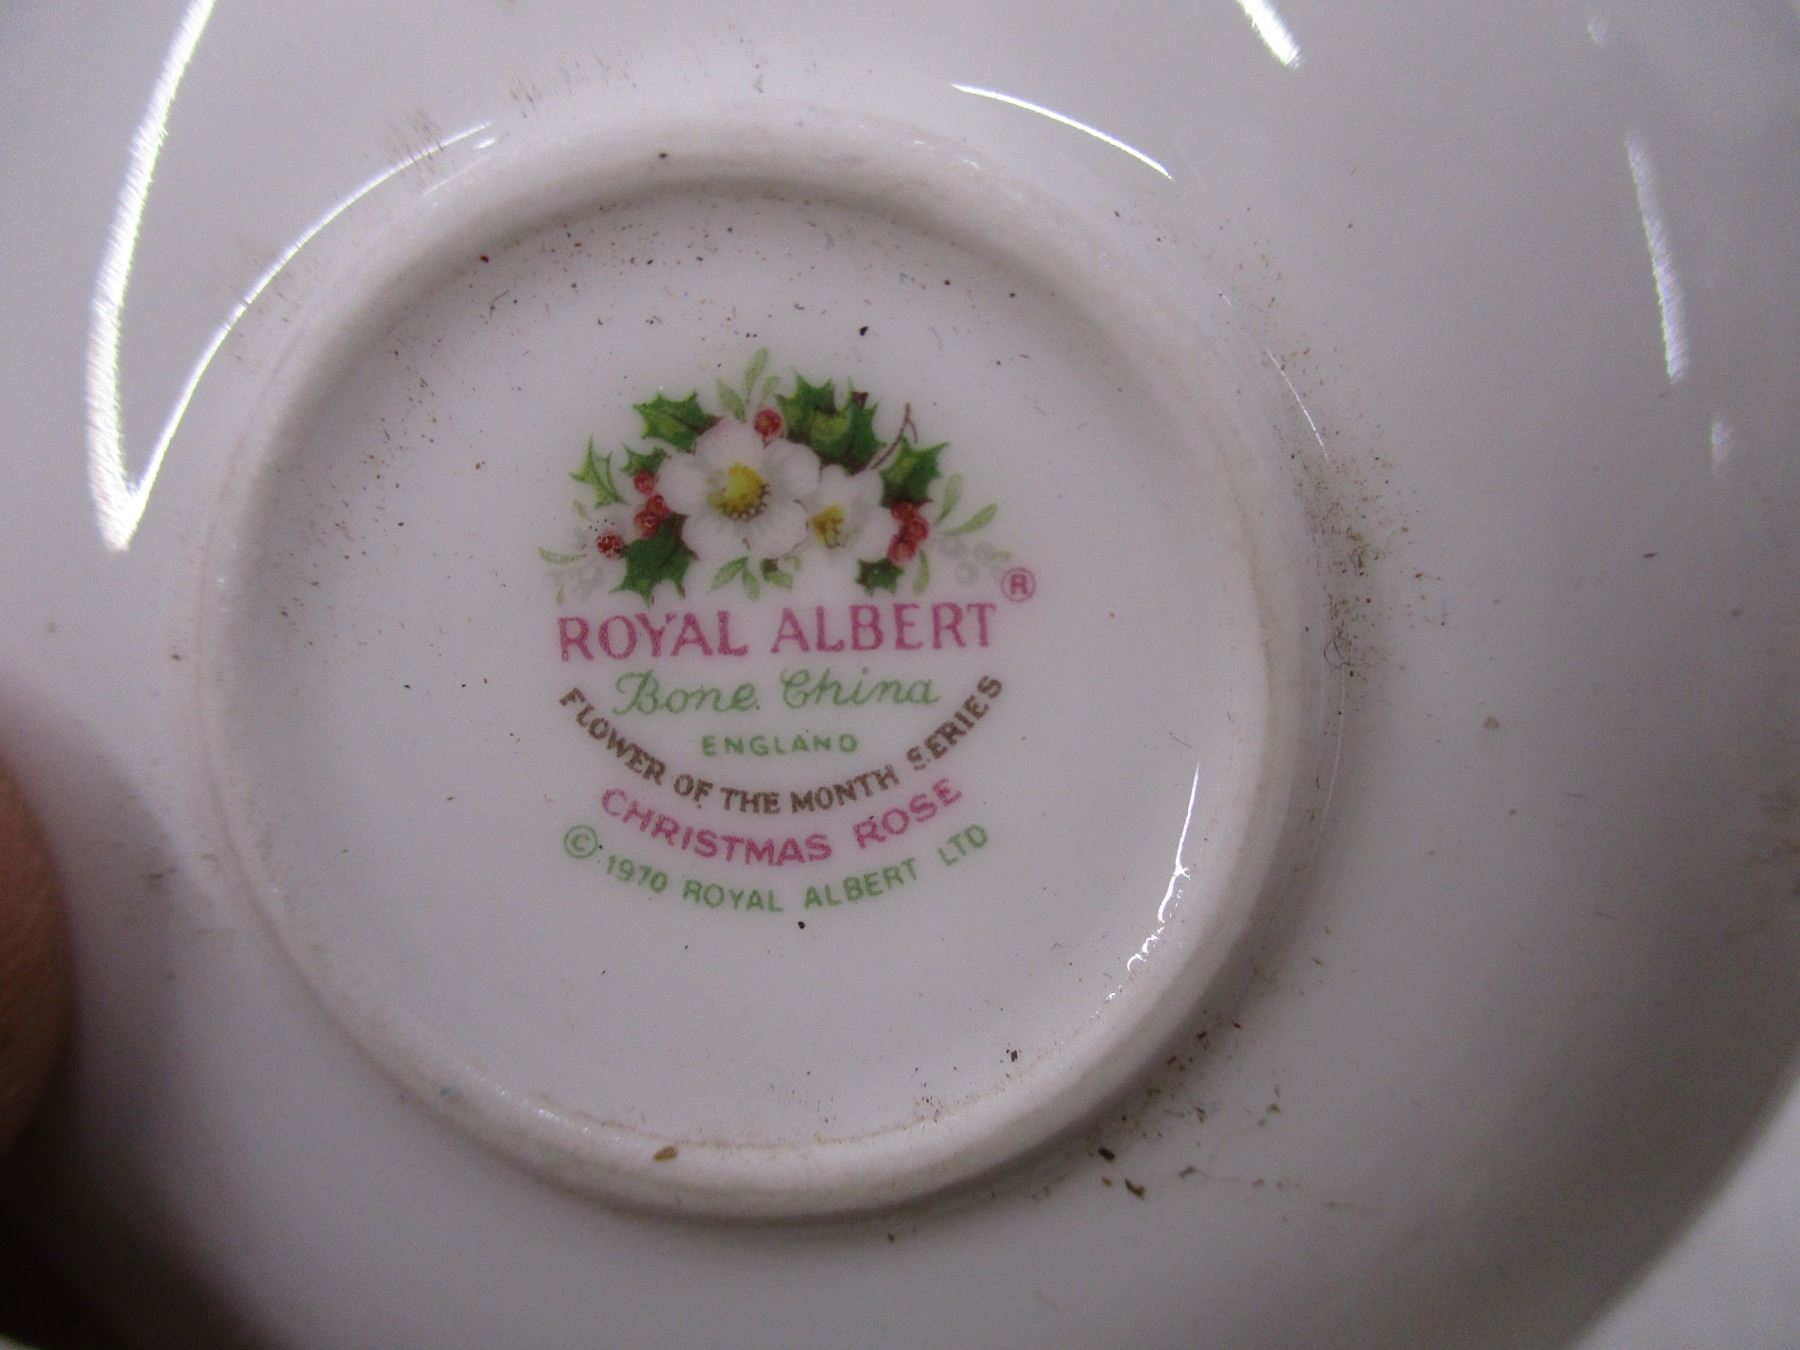 ROYAL ALBERT ®
Bone China
ENGLAND
FLOWER OF THE MONTH SERIES
CHRISTMAS ROSE
© 1970 ROYAL ALBERT LTD